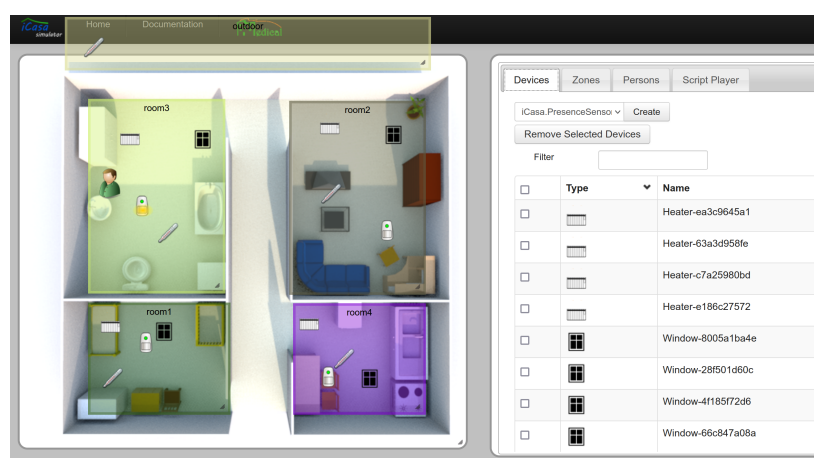 iCasa
simulator
Home
Documentation
outdoor
Medical
room3
room2
room1
room4
Devices
Zones
Persons
Script Player
iCasa.PresenceSensor
Create
Remove Selected Devices
Filter
Type
Name
Heater-ea3c9645a1
Heater-63a3d958fe
Heater-c7a25980bd
Heater-e186c27572
Window-8005a1ba4e
Window-28f501d60c
Window-4f185f72d6
Window-66c847a08a